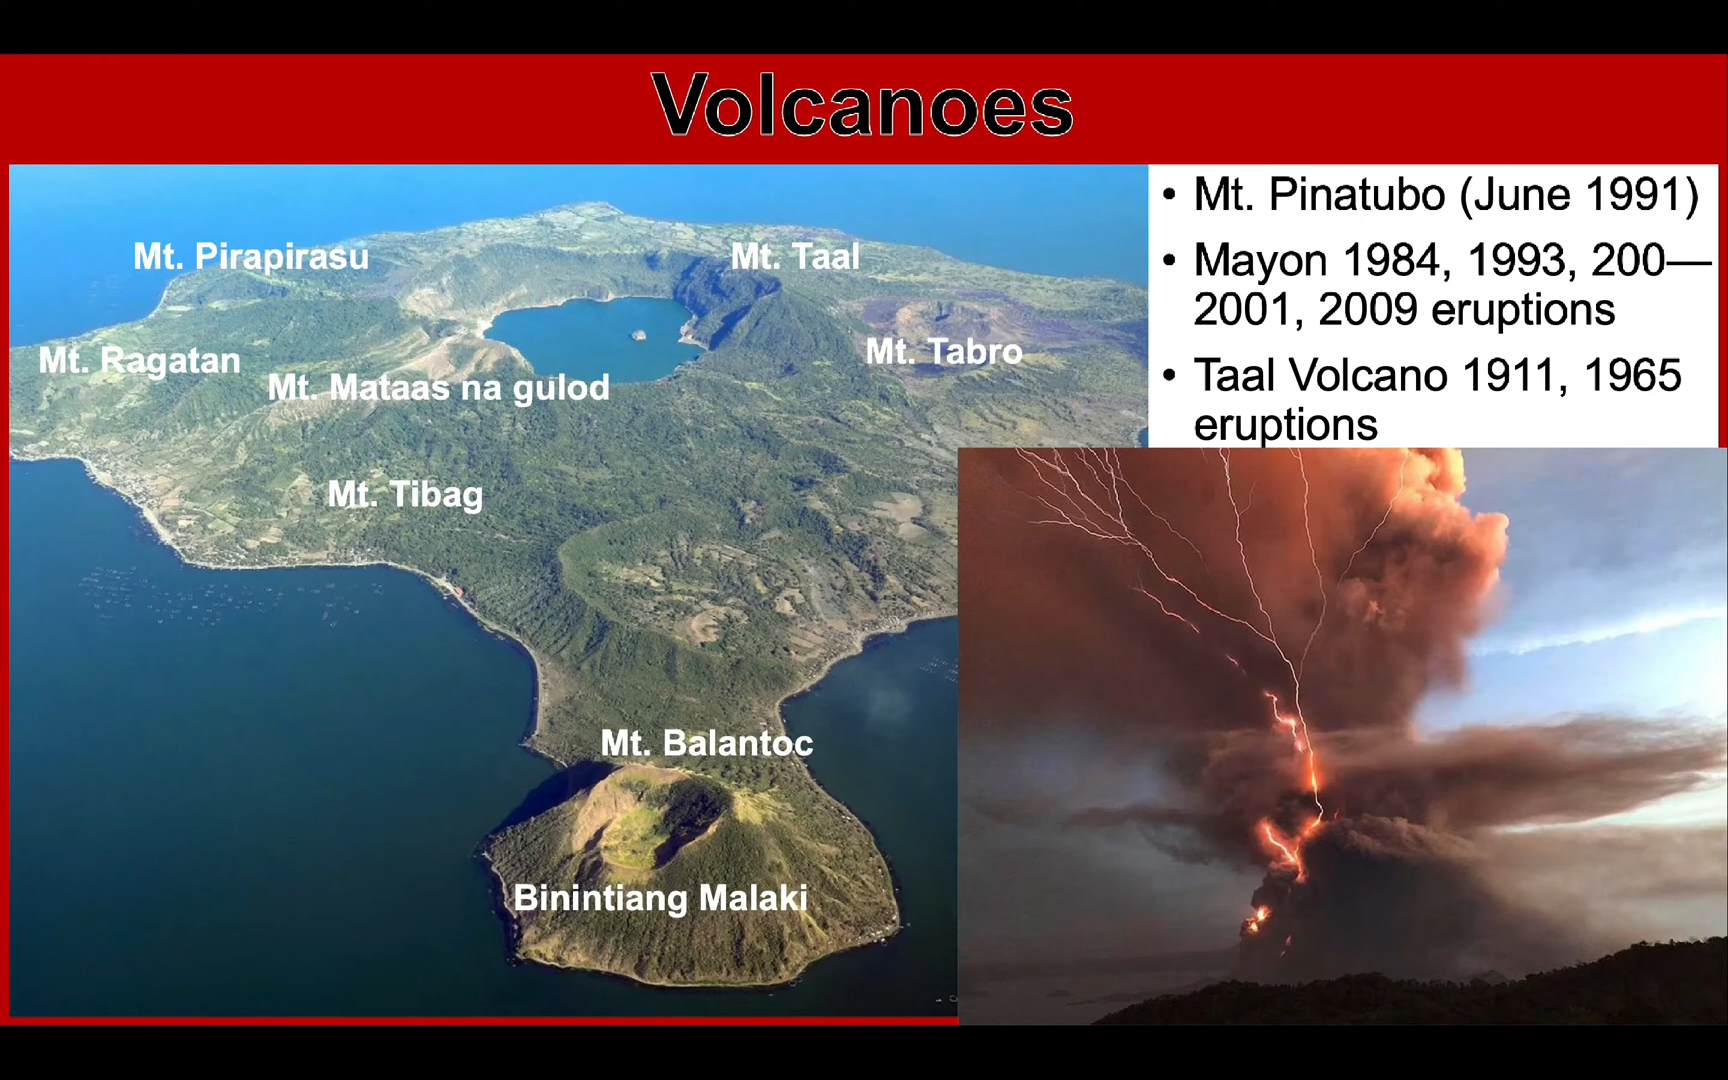 Volcanoes
Mt. Pirapirasu
Mt. Taal
Mt. Ragatan
Mt. Mataas na gulod
Mt. Tabro
Mt. Tibag
Mt. Balantoc
Binintiang Malaki
• Mt. Pinatubo (June 1991)
• Mayon 1984, 1993, 200—
2001, 2009 eruptions
• Taal Volcano 1911, 1965
eruptions